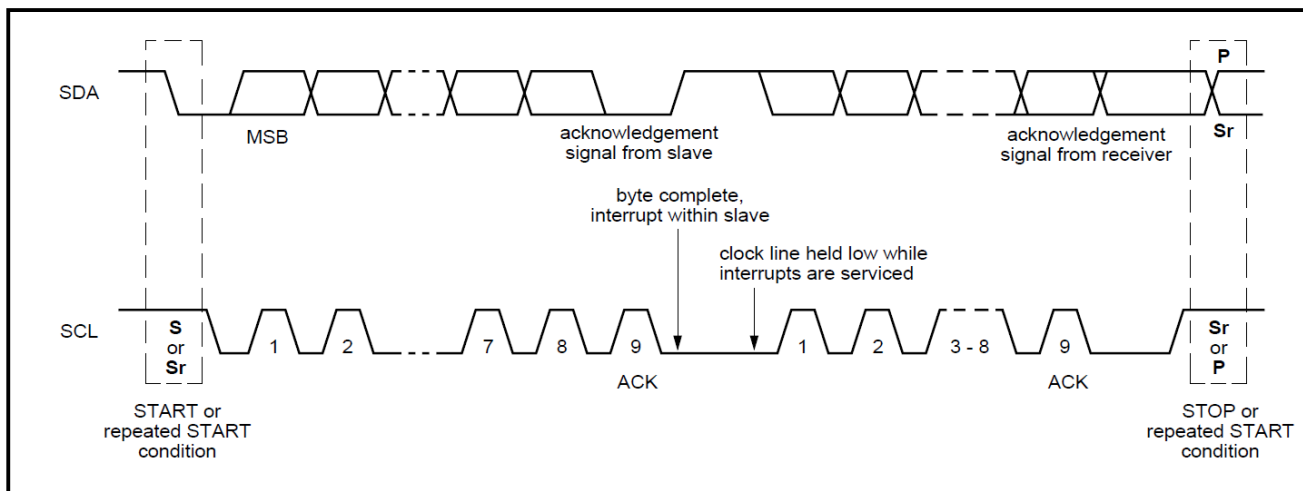 P
SDA
MSB
acknowledgement
signal from slave
acknowledgement
signal from receiver
Sr
byte complete,
interrupt within slave
clock line held low while
interrupts are serviced
SCL
S
or
Sr
1
2
7
8
9
1
2
3 - 8
9
Sr
or
P
ACK
ACK
START or
repeated START
condition
STOP or
repeated START
condition